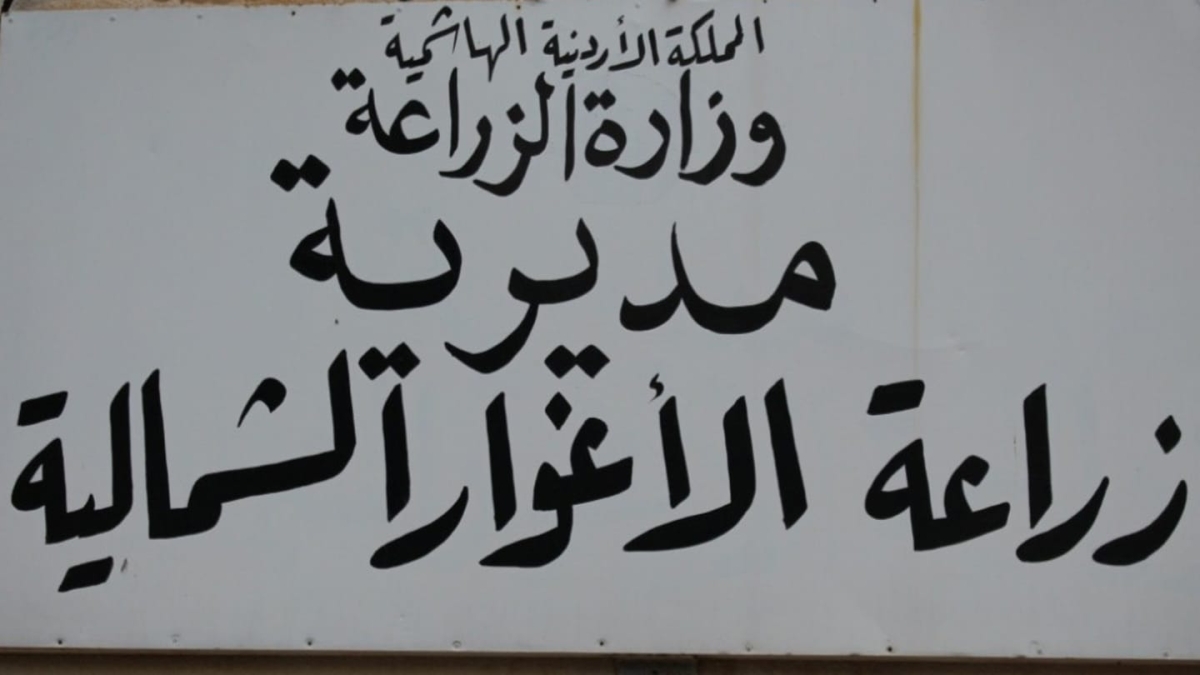 المملكة الأردنية الهاشمية
وزارة الزراعة
مديرية
زراعة الأغوار الشمالية